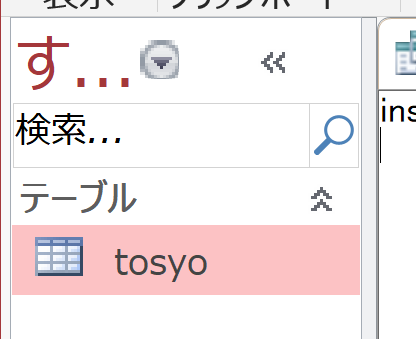 表示
クリップボード
す...
検索...
ins
テーブル
tosyo